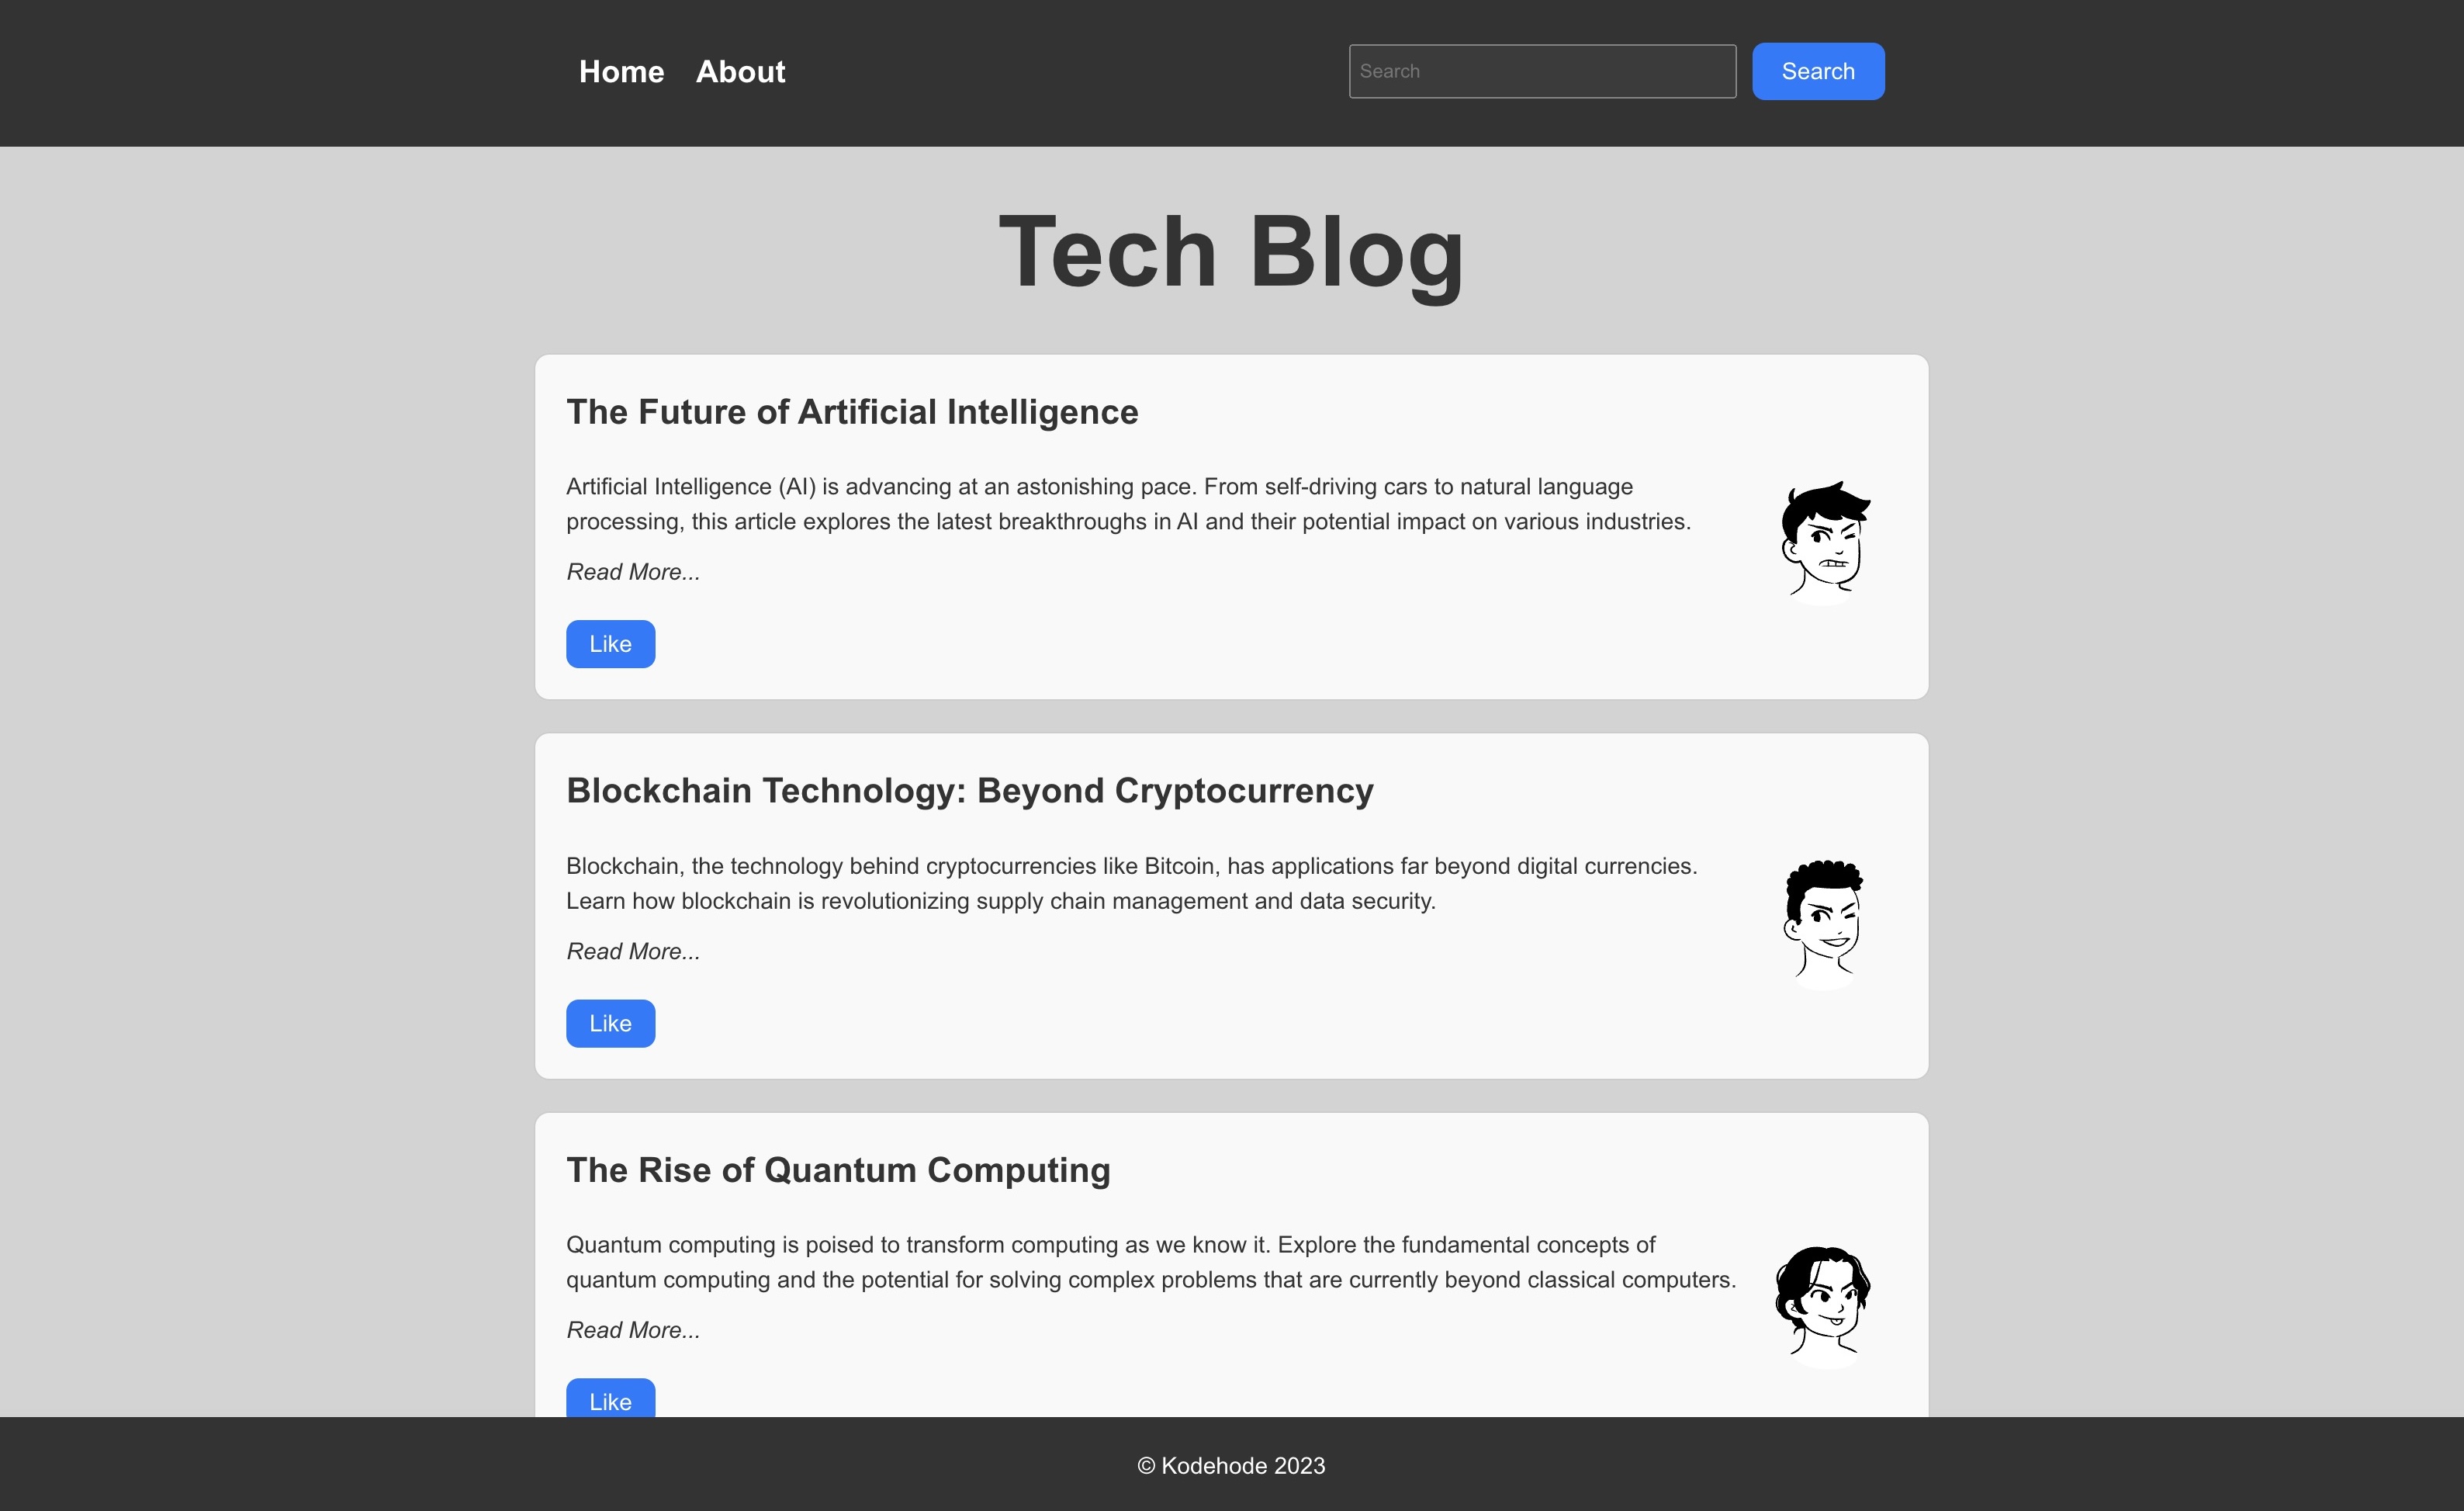 Home About Search Search
Tech Blog
The Future of Artificial Intelligence
Artificial Intelligence (AI) is advancing at an astonishing pace. From self-driving cars to natural language
processing, this article explores the latest breakthroughs in AI and their potential impact on various industries.
Read More...
Like
Blockchain Technology: Beyond Cryptocurrency
Blockchain, the technology behind cryptocurrencies like Bitcoin, has applications far beyond digital currencies.
Learn how blockchain is revolutionizing supply chain management and data security.
Read More...
Like
The Rise of Quantum Computing
Quantum computing is poised to transform computing as we know it. Explore the fundamental concepts of
quantum computing and the potential for solving complex problems that are currently beyond classical computers.
Read More...
Like
© Kodehode 2023